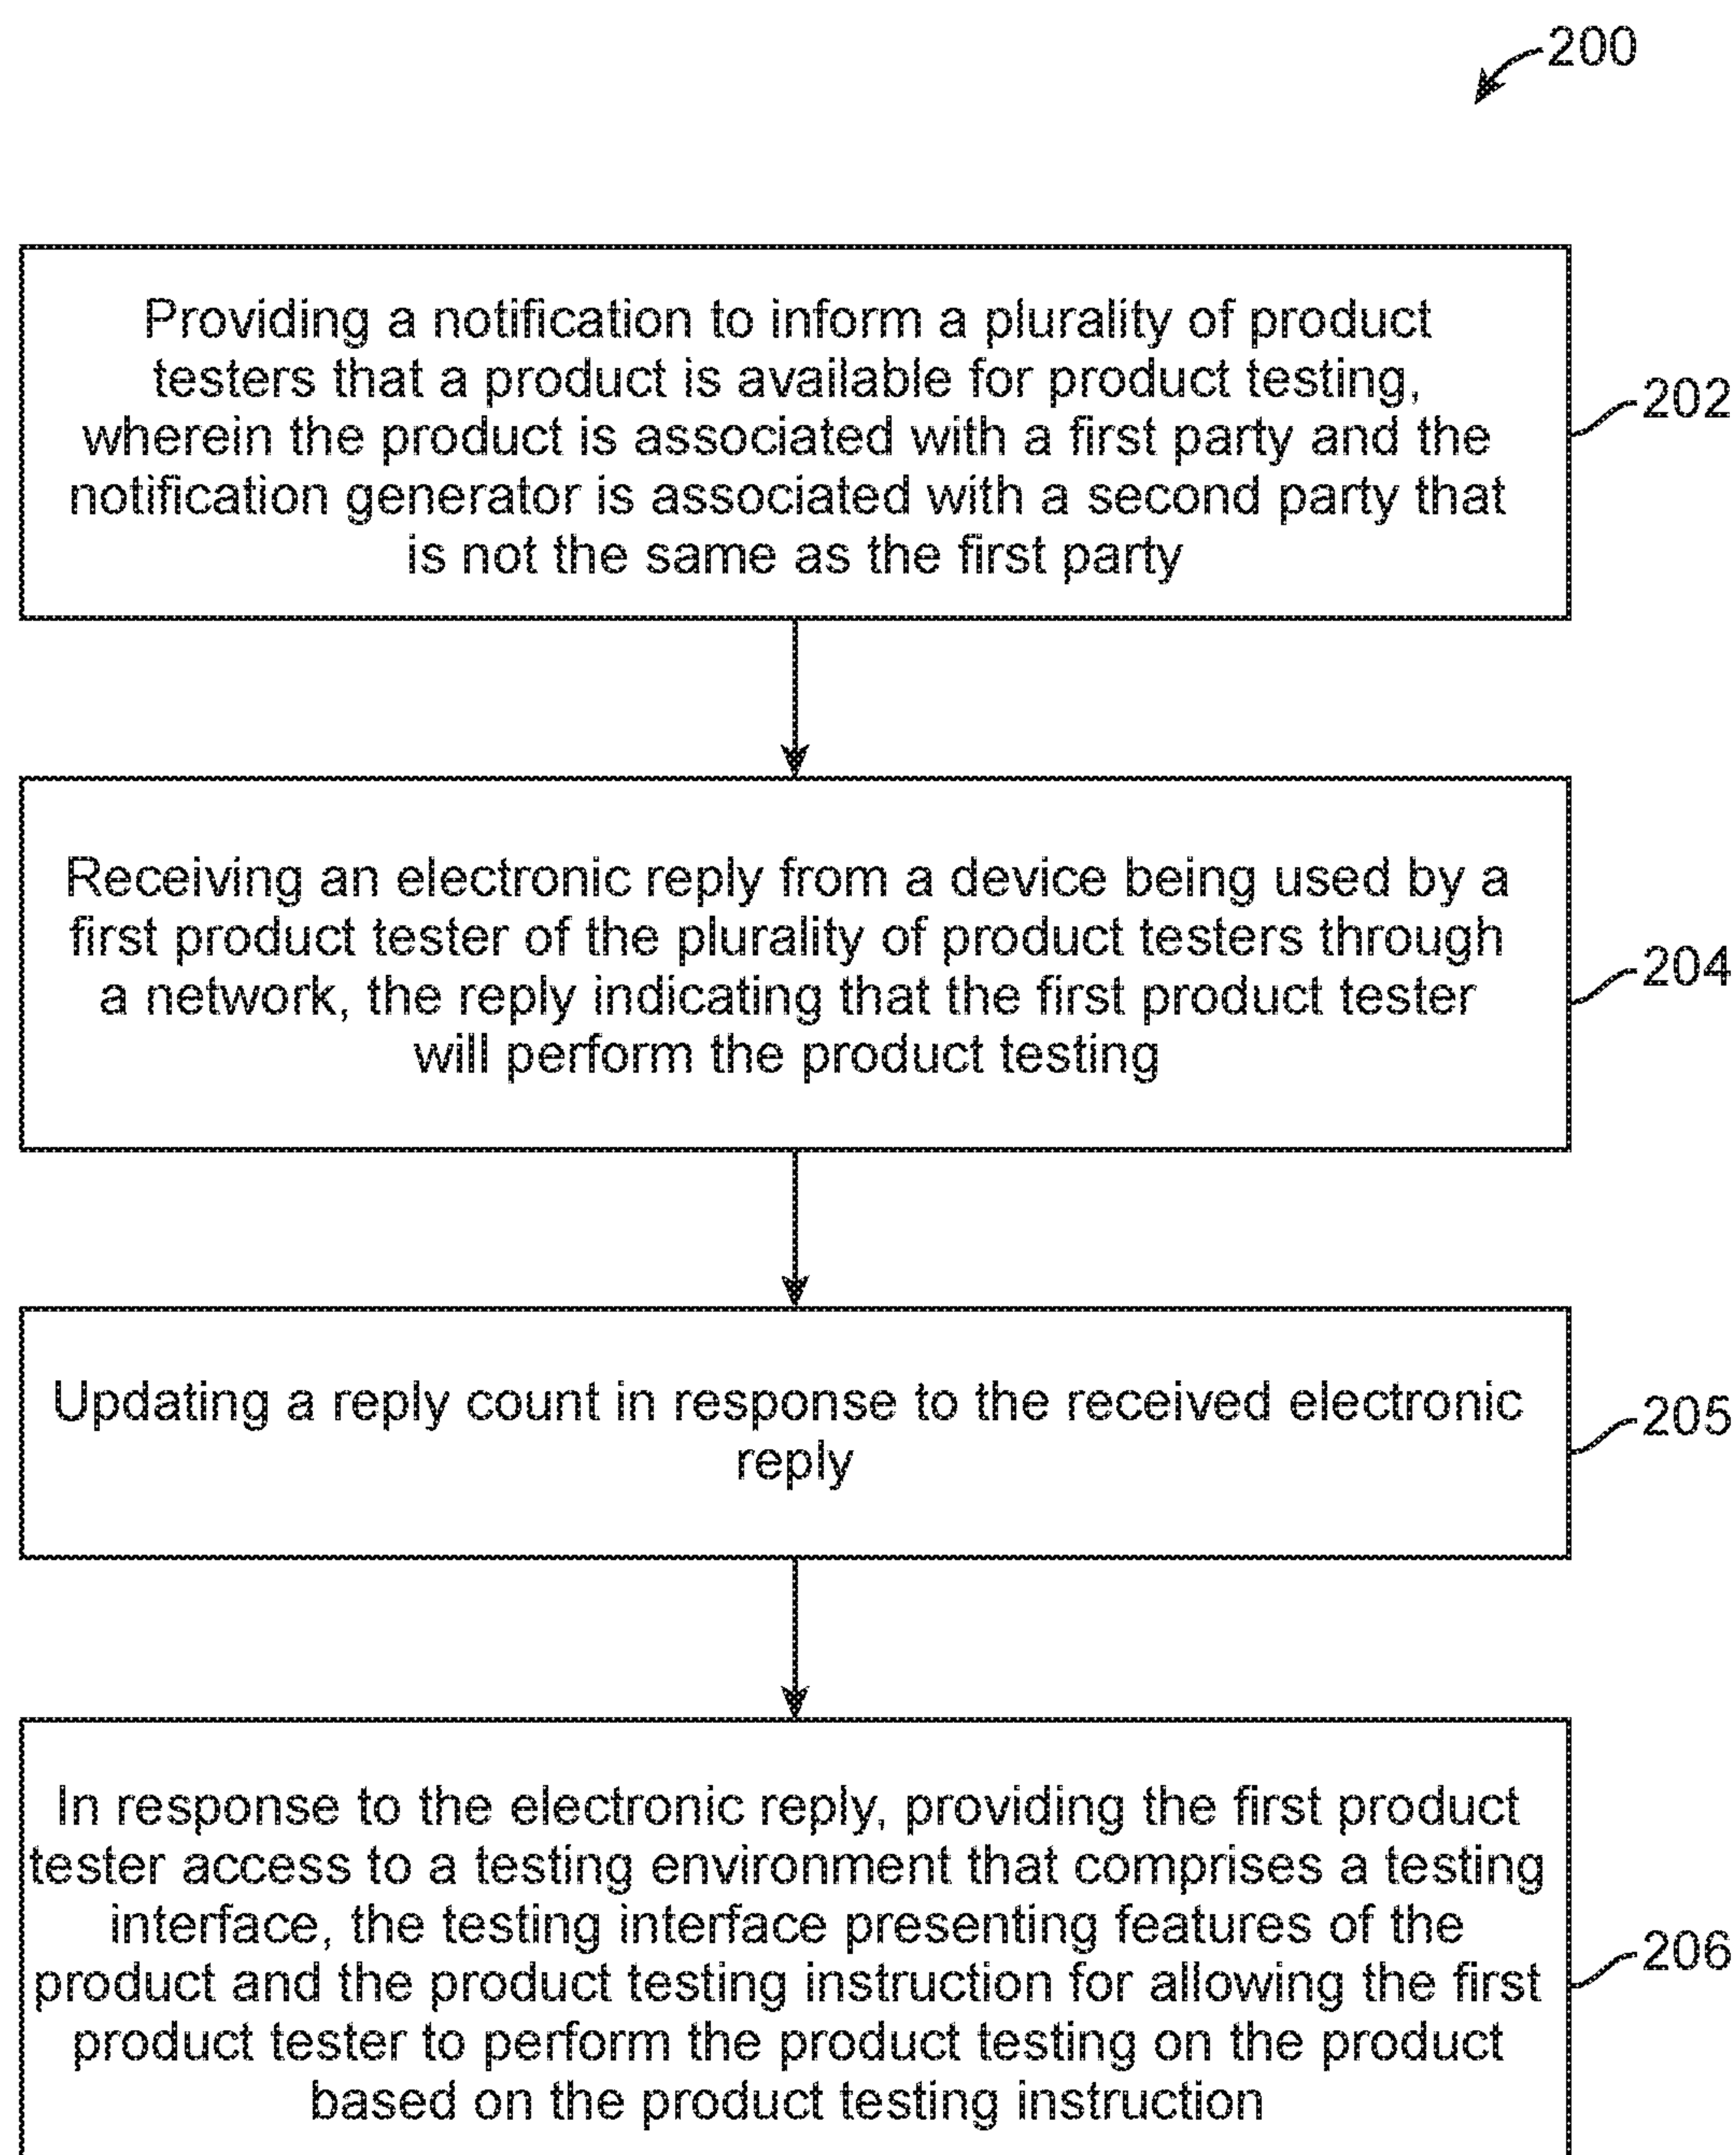 200
Providing a notification to inform a plurality of product
testers that a product is available for product testing,
wherein the product is associated with a first party and the
notification generator is associated with a second party that
is not the same as the first party
202
Receiving an electronic reply from a device being used by a
first product tester of the plurality of product testers through
a network, the reply indicating that the first product tester
will perform the product testing
204
Updating a reply count in response to the received electronic
reply
205
In response to the electronic reply, providing the first product
tester access to a testing environment that comprises a testing
interface, the testing interface presenting features of the
product and the product testing instruction for allowing the first
product tester to perform the product testing on the product
based on the product testing instruction
206